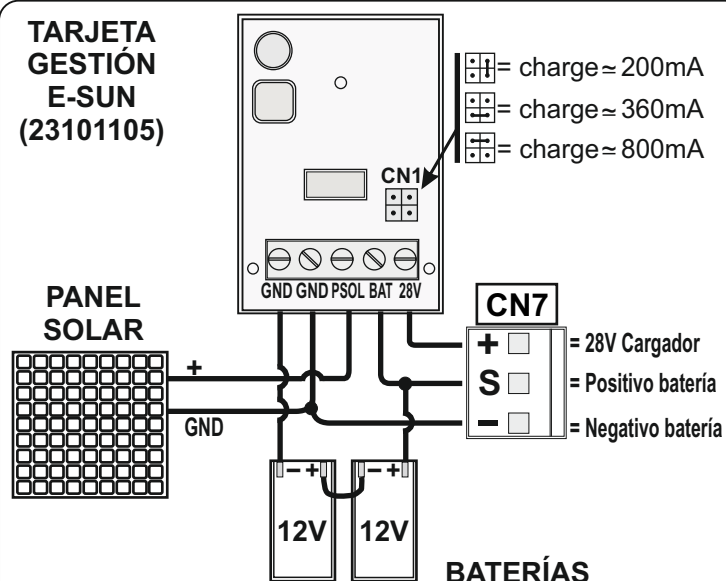 TARJETA
GESTIÓN
E-SUN
(23101105)
= charge≃200mA
= charge≃360mA
= charge≃800mA
CN1
GND GND PSOL BAT 28V
PANEL
SOLAR
+
GND
CN7
+ = 28V Cargador
S = Positivo batería
− = Negativo batería
− + − +
12V 12V
BATERÍAS